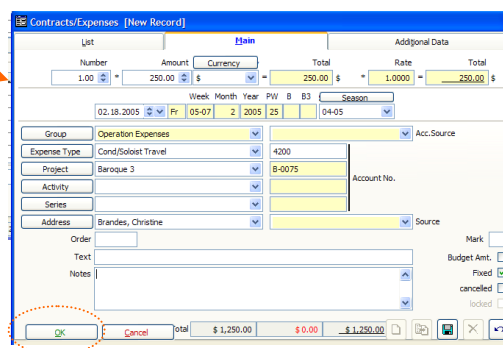 Contracts/Expenses [New Record]
List Main Additional Data
Number Amount Currency Total Rate Total
1.00 * 250.00 $ = 250.00 $ * 1.0000 = 250.00 $
Week Month Year PW B B3 Season
02.18.2005 Fr 05-07 2 2005 25 04-05
Group Operation Expenses Acc.Source
Expense Type Cond/Soloist Travel 4200
Project Baroque 3 B-0075
Account No.
Activity
Series
Address Brandes, Christine Source
Order Mark
Text Budget Amt.
Notes Fixed
cancelled
locked
OK Cancel Total $ 1,250.00 $ 0.00 $ 1,250.00